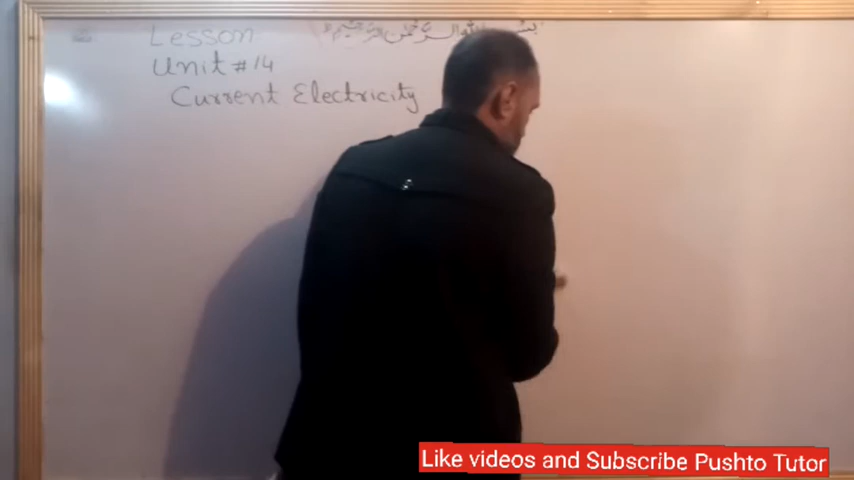 Lesson
بسم الله الرحمن الرحيم
Unit #14
Current Electricity
Like videos and Subscribe Pushto Tutor